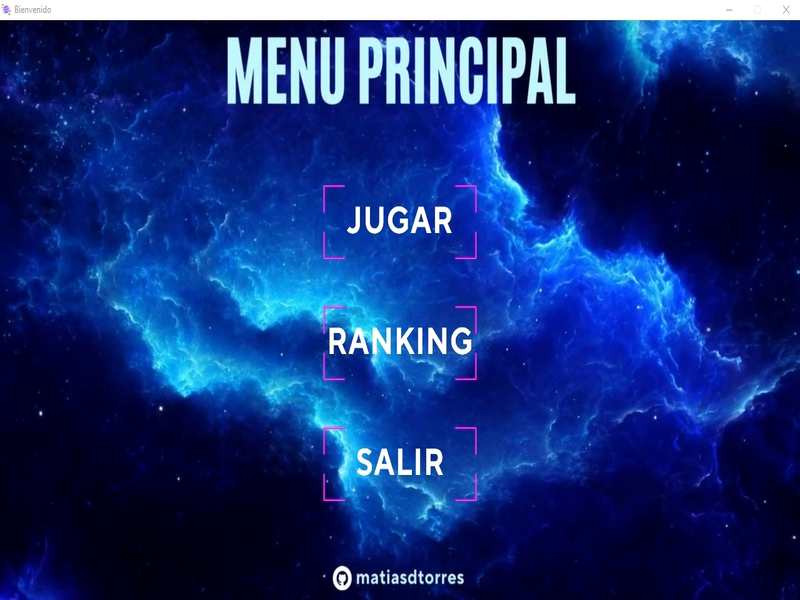 Bienvenido
MENU PRINCIPAL
JUGAR
RANKING
SALIR
matiasdtorres